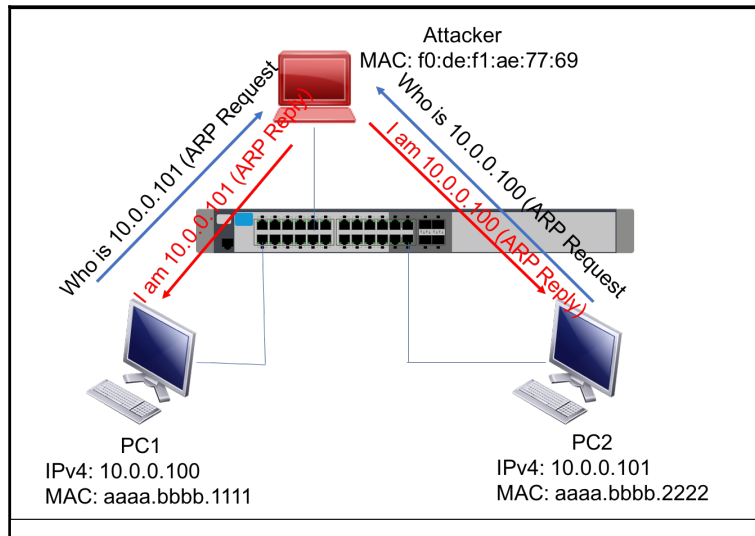 Attacker
MAC: f0:de:f1:ae:77:69
Who is 10.0.0.101 (ARP Request
I am 10.0.0.101 (ARP Reply)
I am 10.0.0.100 (ARP Reply)
Who is 10.0.0.100 (ARP Request
PC1
IPv4: 10.0.0.100
MAC: aaaa.bbbb.1111
PC2
IPv4: 10.0.0.101
MAC: aaaa.bbbb.2222